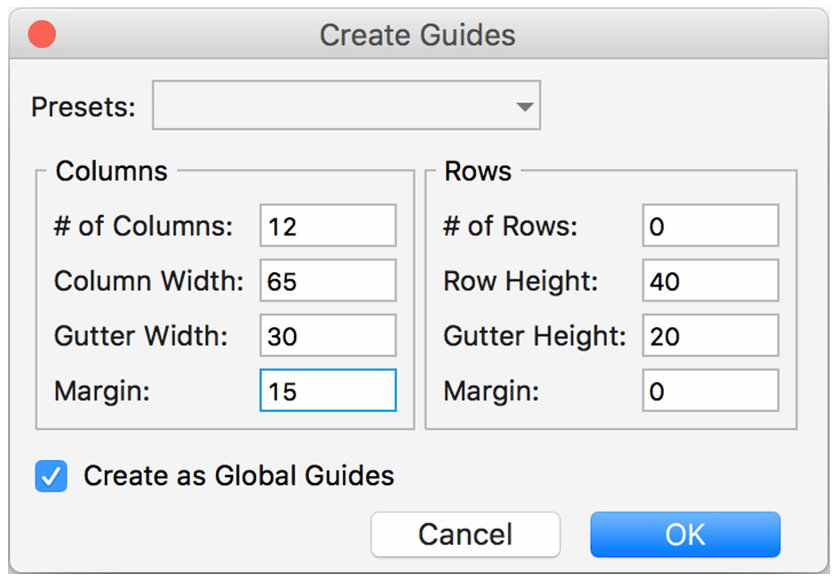 Create Guides
Presets:
Columns
# of Columns: 12
Column Width: 65
Gutter Width: 30
Margin: 15
Rows
# of Rows: 0
Row Height: 40
Gutter Height: 20
Margin: 0
Create as Global Guides
Cancel OK